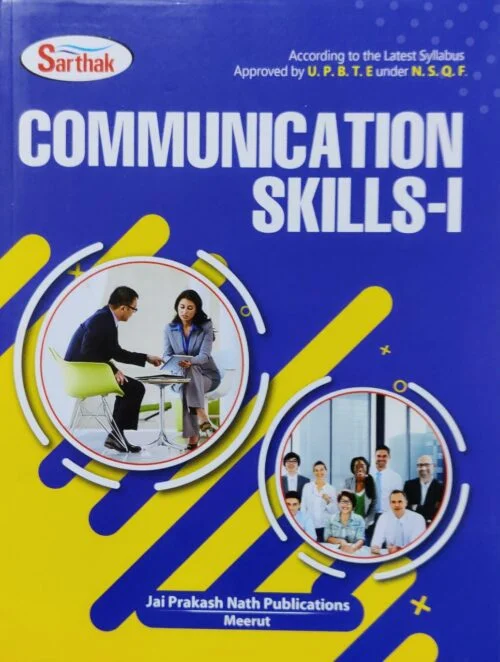 Sarthak
According to the Latest Syllabus
Approved by U. P. B. T. E under N. S. Q. F.
COMMUNICATION
SKILLS-I
Jai Prakash Nath Publications
Meerut